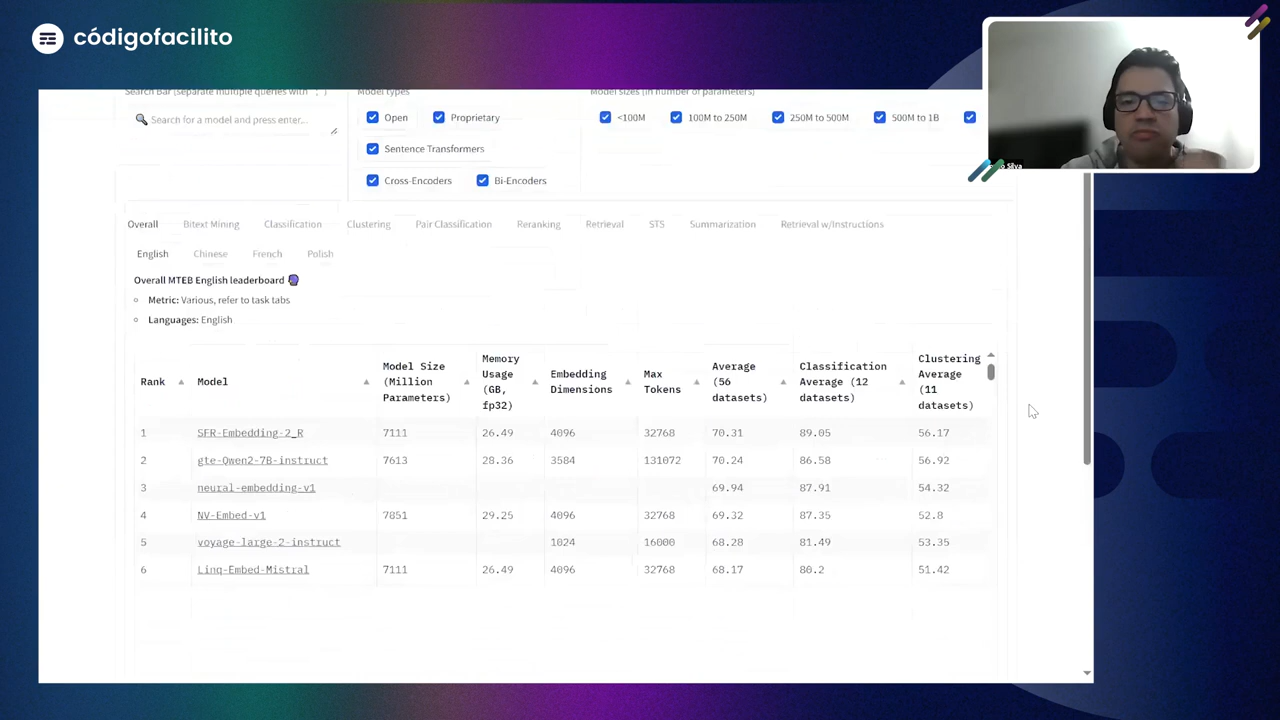 códigofacilito
Search Bar (separate multiple queries with `;`)
Search for a model and press enter...
Model types
Open
Proprietary
Sentence Transformers
Cross-Encoders
Bi-Encoders
Model sizes (in number of parameters)
<100M
100M to 250M
250M to 500M
500M to 1B
Silva
Overall Bitext Mining Classification Clustering Pair Classification Reranking Retrieval STS Summarization Retrieval w/Instructions
English Chinese French Polish
Overall MTEB English leaderboard
Metric: Various, refer to task tabs
Languages: English
Rank Model Model Size (Million Parameters) Memory Usage (GB, fp32) Embedding Dimensions Max Tokens Average (56 datasets) Classification Average (12 datasets) Clustering Average (11 datasets)
1 SFR-Embedding-2_R 7111 26.49 4096 32768 70.31 89.05 56.17
2 gte-Qwen2-7B-instruct 7613 28.36 3584 131072 70.24 86.58 56.92
3 neural-embedding-v1 69.94 87.91 54.32
4 NV-Embed-v1 7851 29.25 4096 32768 69.32 87.35 52.8
5 voyage-large-2-instruct 1024 16000 68.28 81.49 53.35
6 Linq-Embed-Mistral 7111 26.49 4096 32768 68.17 80.2 51.42